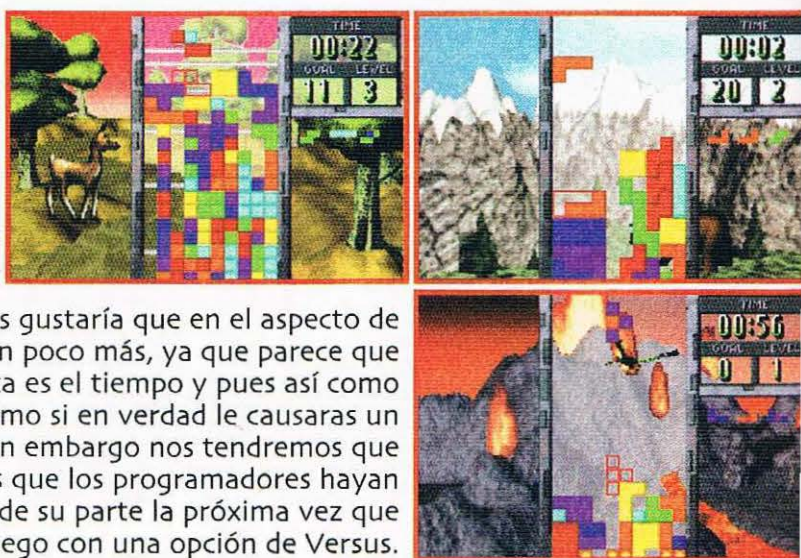 TIME
00:22
GOAL LEVEL
11 3
TIME
00:02
GOAL LEVEL
20 2
s gustaría que en el aspecto de
n poco más, ya que parece que
ta es el tiempo y pues así como
mo si en verdad le causaras un
n embargo nos tendremos que
s que los programadores hayan
de su parte la próxima vez que
ego con una opción de Versus.
TIME
00:56
GOAL LEVEL
0 1